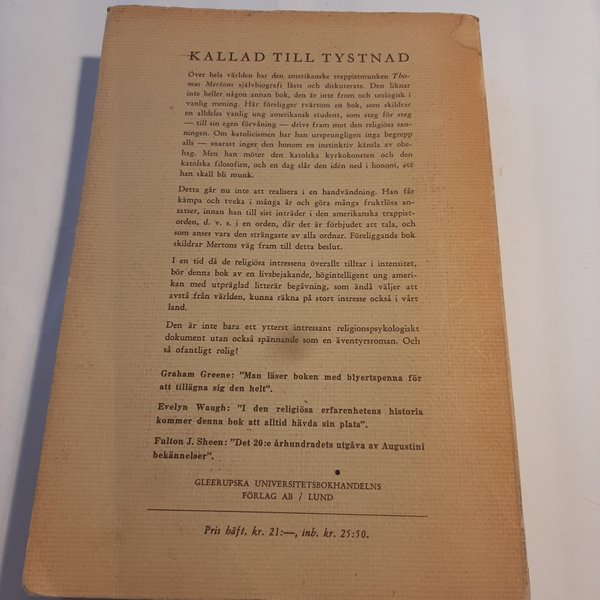 KALLAD TILL TYSTNAD
Över hela världen har den amerikanske trappistmunken Tho-
mas Mertons självbiografi lästs och diskuterats. Den liknar
inte heller någon annan bok, den är inte from och teologisk i
vanlig mening. Här föreligger tvärtom en bok, som skildrar
en alldeles vanlig ung amerikansk student, som steg för steg
— till sin egen förvåning — drivs fram mot den religiösa san-
ningen. Om katolicismen har han ursprungligen inga begrepp
alls — snarast inger den honom en instinktiv känsla av obe-
hag. Men han möter den katolska kyrkokonsten och den
katolska filosofien, och en dag slår den idén ned i honom, att
han skall bli munk.
Detta går nu inte att realisera i en handvändning. Han får
kämpa och tveka i många år och göra många fruktlösa an-
satser, innan han till sist inträder i den amerikanska trappist-
orden, d. v. s. i en orden, där det är förbjudet att tala, och
som anses vara den strängaste av alla ordnar. Föreliggande bok
skildrar Mertons väg fram till detta beslut.
I en tid då de religiösa intressena överallt tilltar i intensitet,
bör denna bok av en livsbejakande, högintelligent ung ameri-
kan med utpräglad litterär begåvning, som ändå väljer att
avstå från världen, kunna räkna på stort intresse också i vårt
land.
Den är inte bara ett ytterst intressant religionspsykologiskt
dokument utan också spännande som en äventyrsroman. Och
så ofantligt rolig!
Graham Greene: "Man läser boken med blyertspenna för
att tillägna sig den helt".
Evelyn Waugh: "I den religiösa erfarenhetens historia
kommer denna bok att alltid hävda sin plats".
Fulton J. Sheen: "Det 20:e århundradets utgåva av Augustini
bekännelser".
GLEERUPSKA UNIVERSITETSBOKHANDELNS
FÖRLAG AB / LUND
Pris häft. kr. 21:—, inb. kr. 25:50.